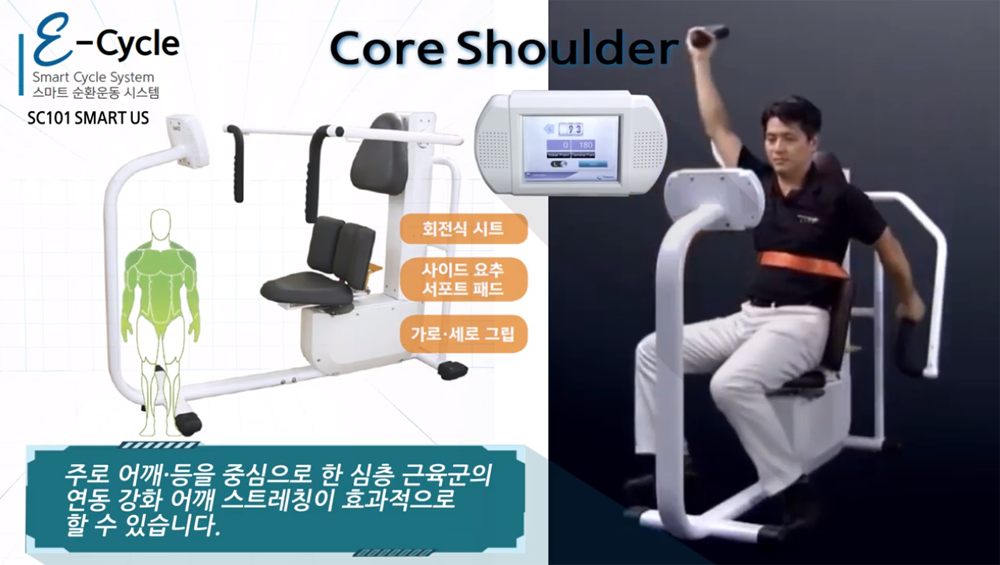 E-Cycle
Smart Cycle System
스마트 순환운동 시스템
SC101 SMART US
Core Shoulder
93
0 180
회전식 시트
사이드 요추
서포트 패드
가로·세로 그립
주로 어깨·등을 중심으로 한 심층 근육군의
연동 강화 어깨 스트레칭이 효과적으로
할 수 있습니다.